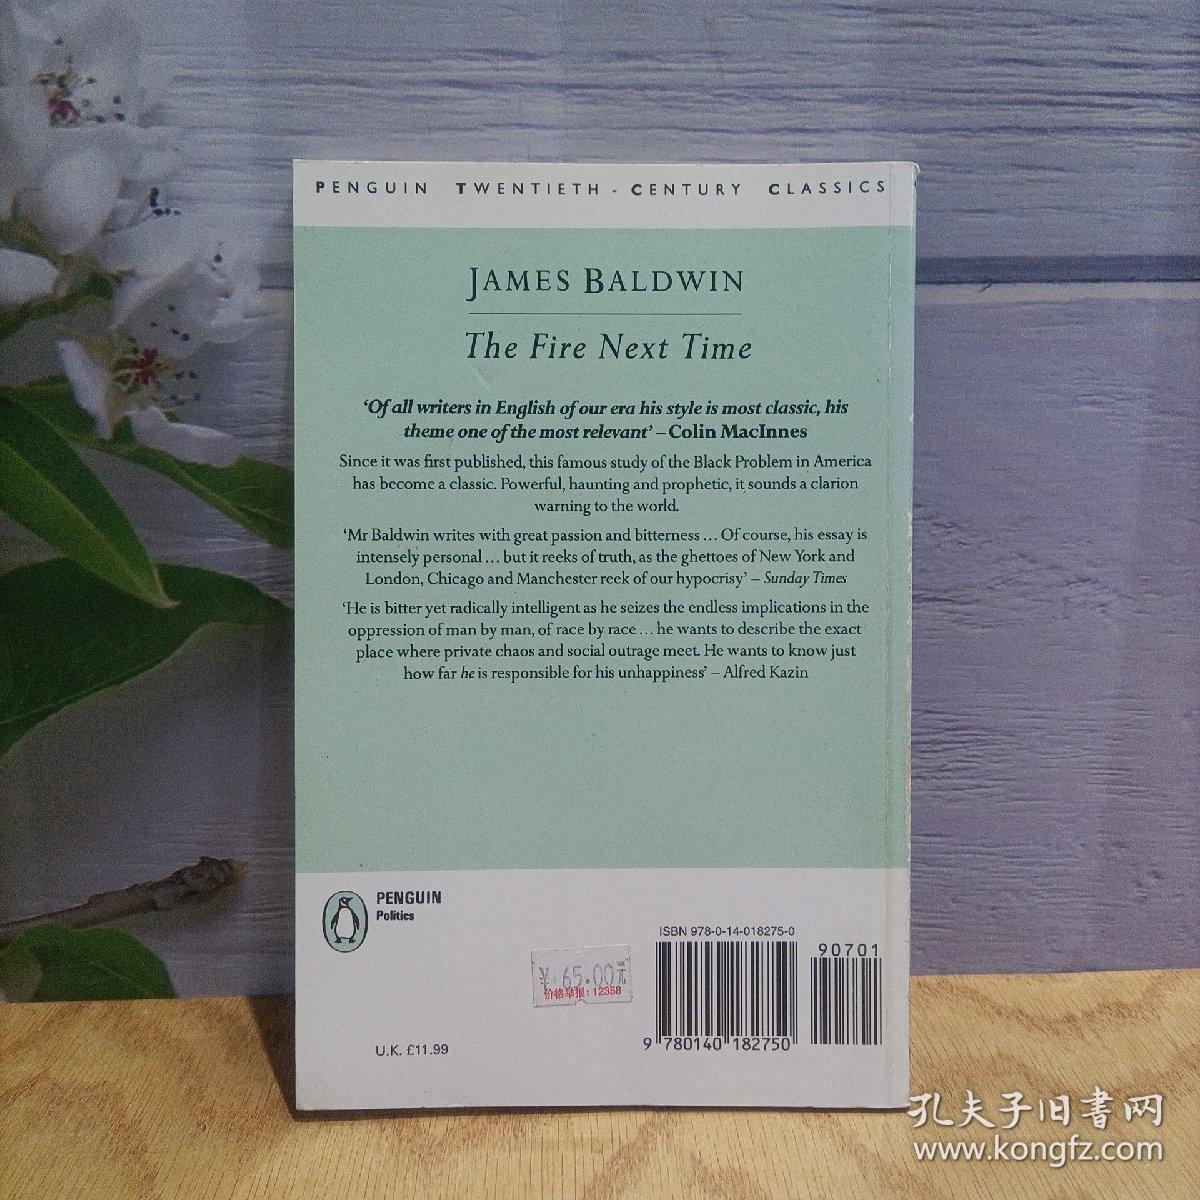 PENGUIN TWENTIETH-CENTURY CLASSICS
JAMES BALDWIN
The Fire Next Time
‘Of all writers in English of our era his style is most classic, his
theme one of the most relevant’ – Colin MacInnes
Since it was first published, this famous study of the Black Problem in America
has become a classic. Powerful, haunting and prophetic, it sounds a clarion
warning to the world.
‘Mr Baldwin writes with great passion and bitterness … Of course, his essay is
intensely personal … but it reeks of truth, as the ghettoes of New York and
London, Chicago and Manchester reek of our hypocrisy’ – Sunday Times
‘He is bitter yet radically intelligent as he seizes the endless implications in the
oppression of man by man, of race by race … he wants to describe the exact
place where private chaos and social outrage meet. He wants to know just
how far he is responsible for his unhappiness’ – Alfred Kazin
PENGUIN
Politics
ISBN 978-0-14-018275-0
90701
¥ 65.00元
价格举报:12358
9 780140 182750
U.K. £11.99
孔夫子旧书网
www.kongfz.com